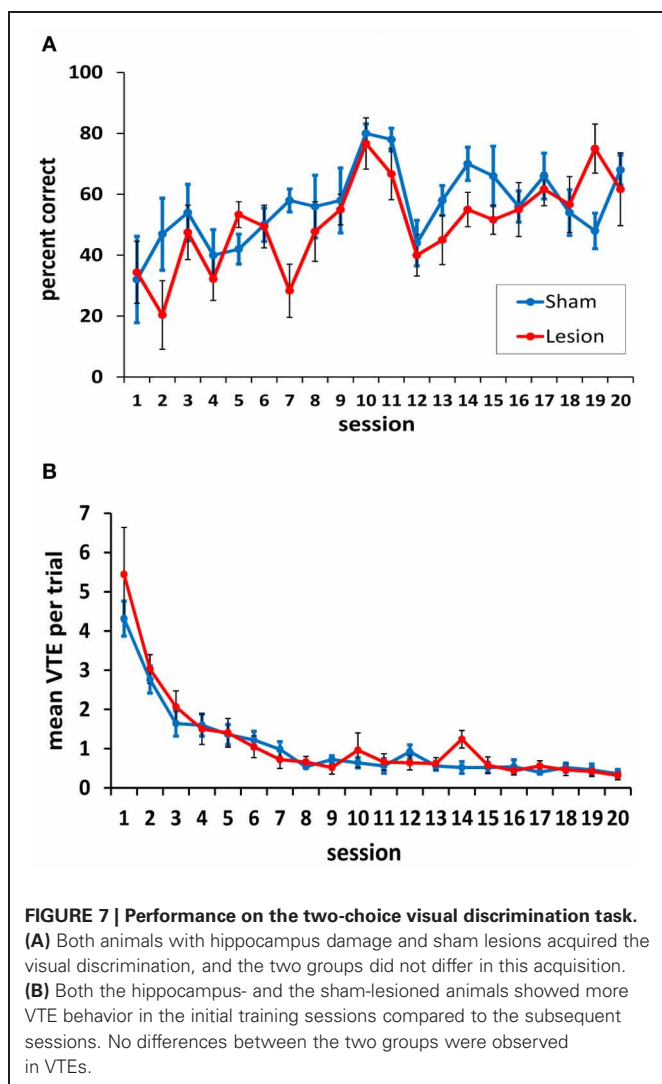 A
100
80
60
40
20
0
percent correct
Sham
Lesion
1 2 3 4 5 6 7 8 9 10 11 12 13 14 15 16 17 18 19 20
session
B
7
6
5
4
3
2
1
0
mean VTE per trial
1 2 3 4 5 6 7 8 9 10 11 12 13 14 15 16 17 18 19 20
session
FIGURE 7 | Performance on the two-choice visual discrimination task.
(A) Both animals with hippocampus damage and sham lesions acquired the
visual discrimination, and the two groups did not differ in this acquisition.
(B) Both the hippocampus- and the sham-lesioned animals showed more
VTE behavior in the initial training sessions compared to the subsequent
sessions. No differences between the two groups were observed
in VTEs.